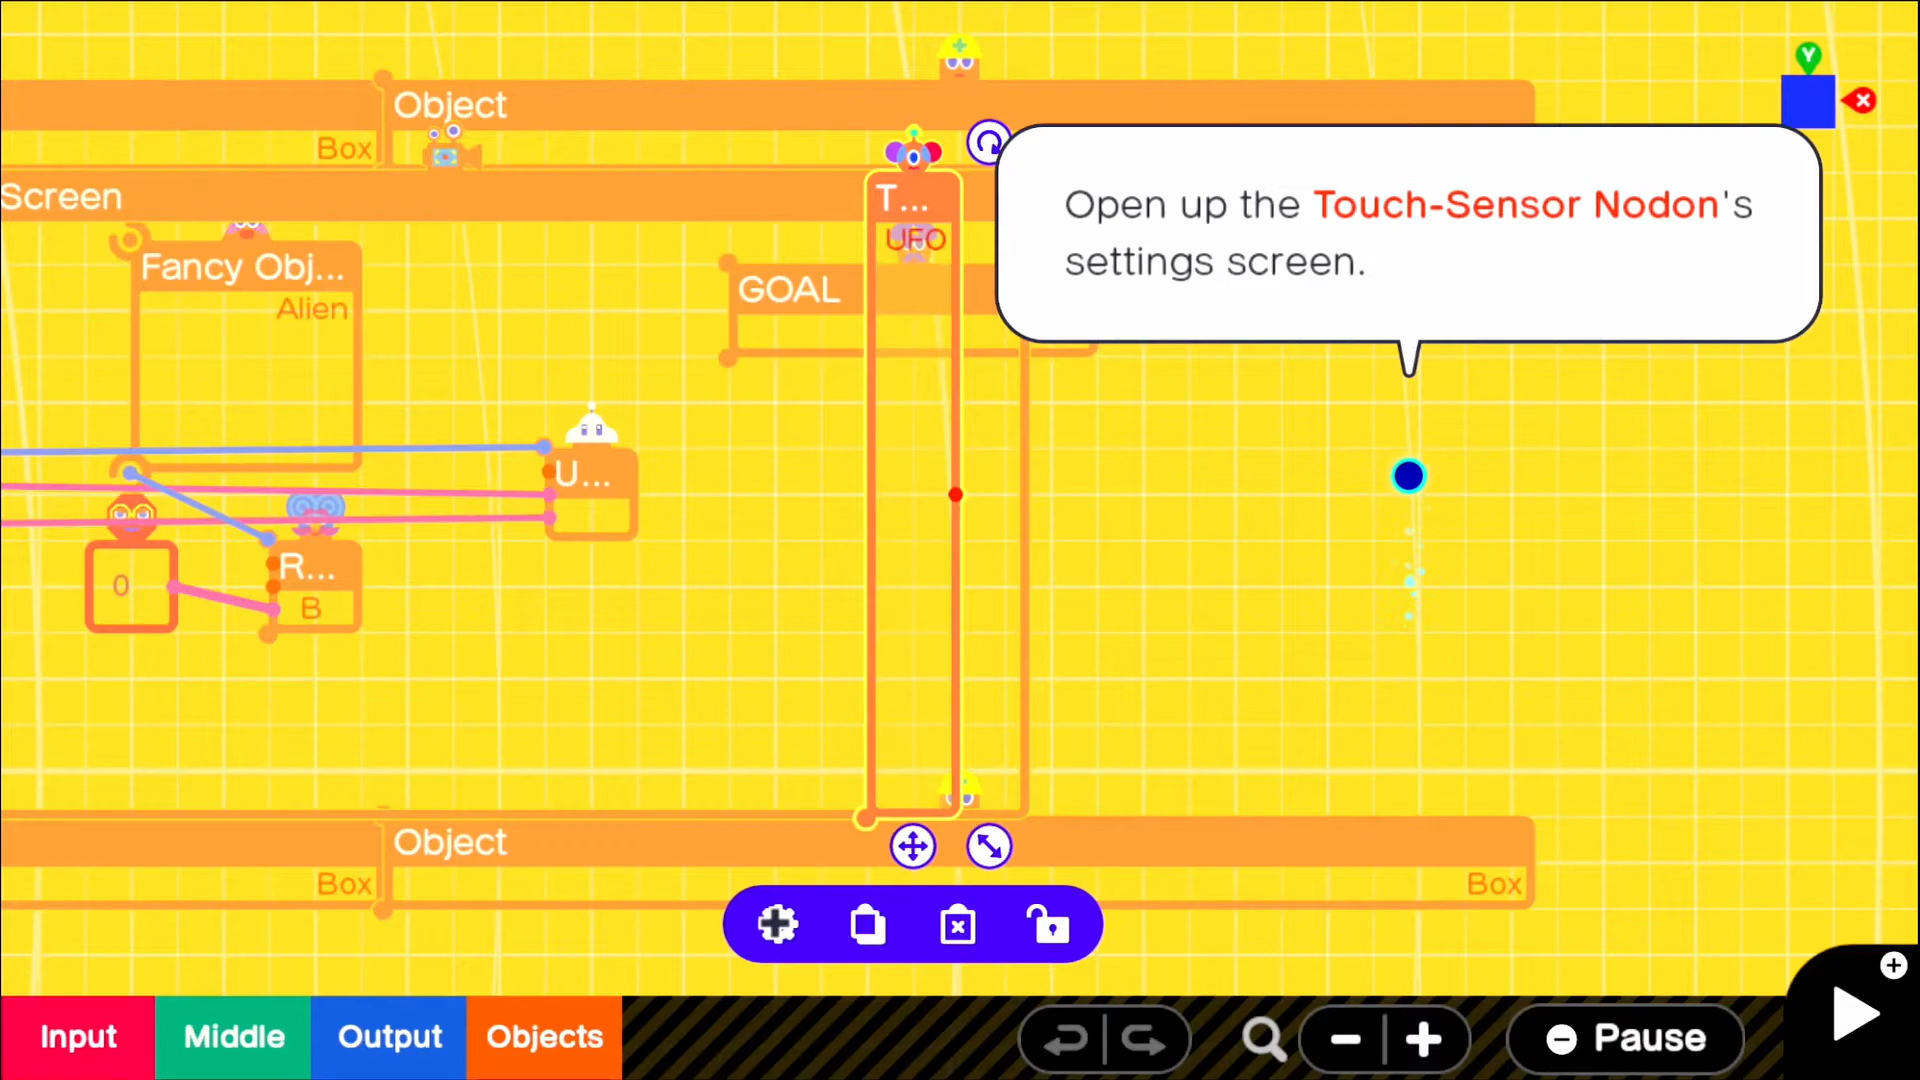 Y
X
Object
Box
Screen
T...
UFO
Open up the Touch-Sensor Nodon's
settings screen.
Fancy Obj...
Alien
GOAL
U...
0
R...
B
Object
Box
Box
Input
Middle
Output
Objects
Pause